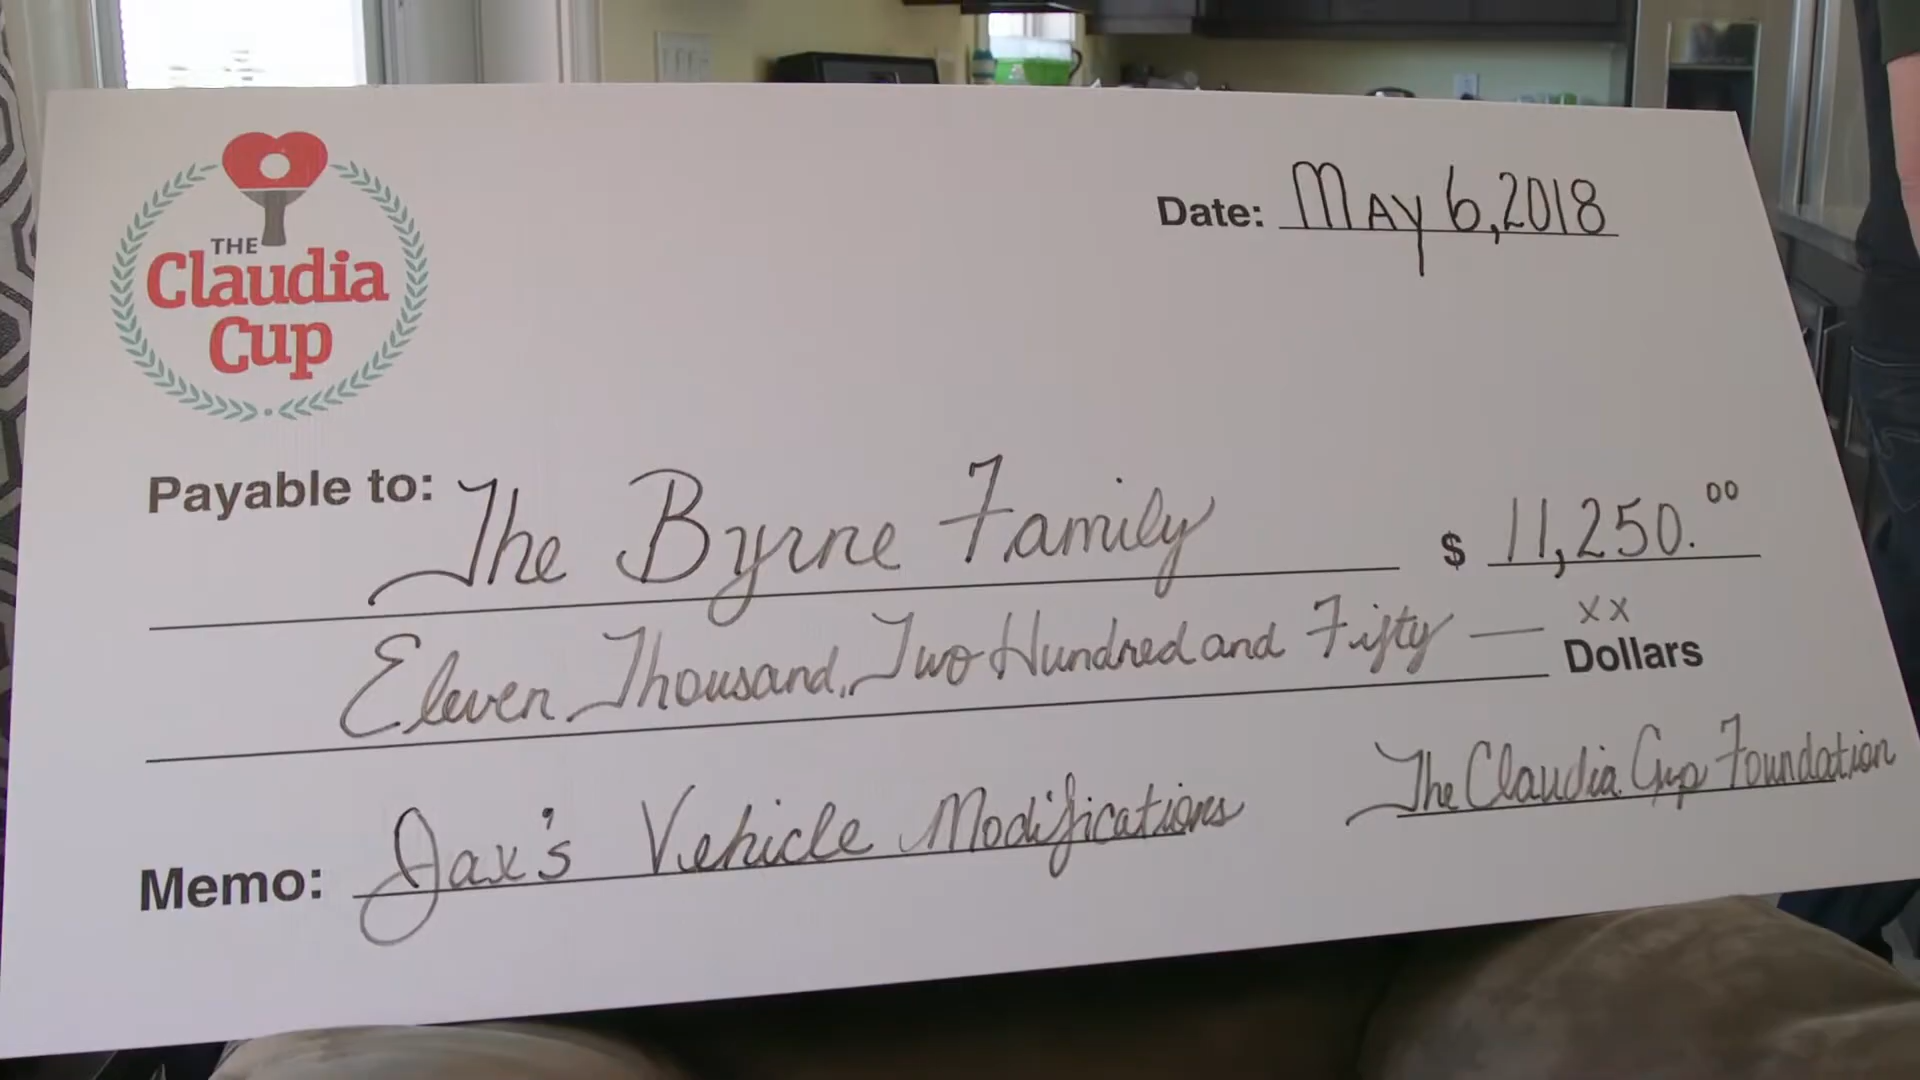 THE
Claudia
Cup
Date: May 6, 2018
Payable to: The Byrne Family $ 11,250.00
Eleven Thousand, Two Hundred and Fifty — xx Dollars
The Claudia Cup Foundation
Memo: Jax's Vehicle Modifications